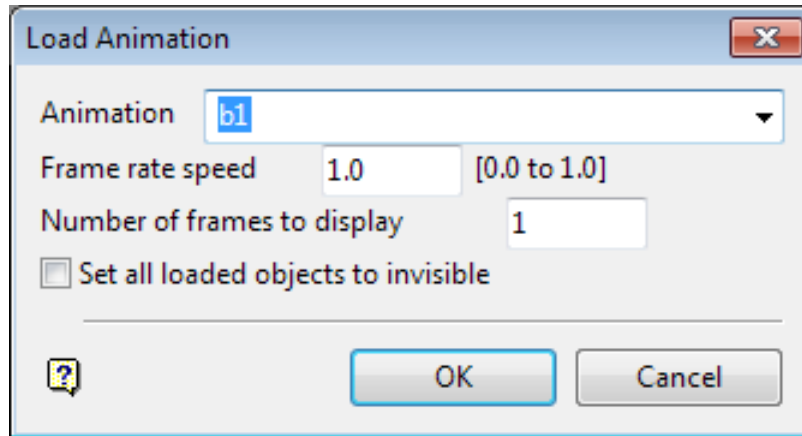 Load Animation
Animation b1
Frame rate speed 1.0 [0.0 to 1.0]
Number of frames to display 1
Set all loaded objects to invisible
? OK Cancel